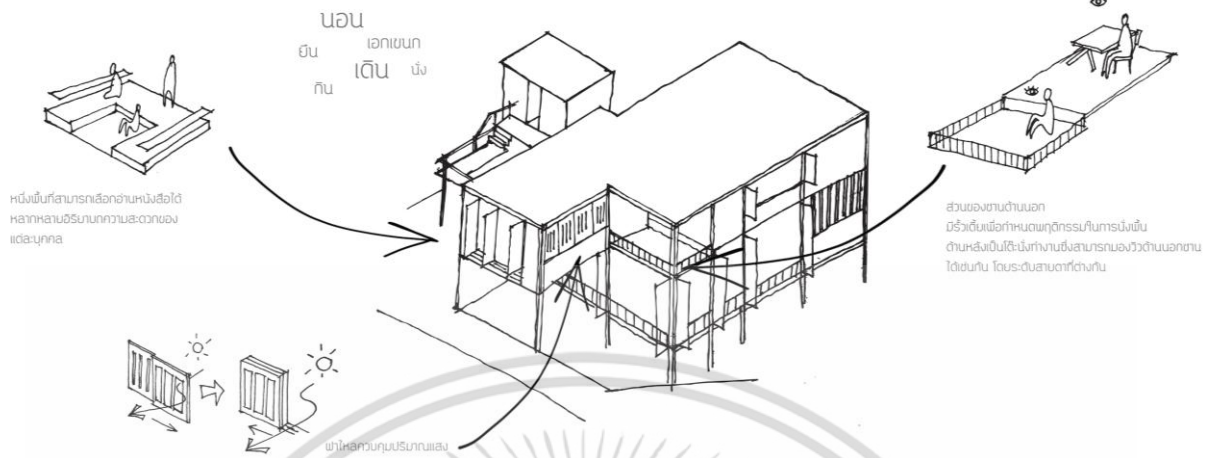 นอน
ยืน
เอกเขนก
เดิน
นั่ง
กิน
หนึ่งพื้นที่สามารถเลือกอ่านหนังสือได้
หลากหลายอิริยาบถความสะดวกของ
แต่ละบุคคล
ส่วนของชานด้านนอก
มีรั้วเตี้ยเพื่อกำหนดพฤติกรรมในการนั่งพื้น
ด้านหลังเป็นโต๊ะนั่งทำงานซึ่งสามารถมองวิวด้านนอกชาน
ได้เช่นกัน โดยระดับสายตาที่ต่างกัน
ฝาไหลควบคุมปริมาณแสง